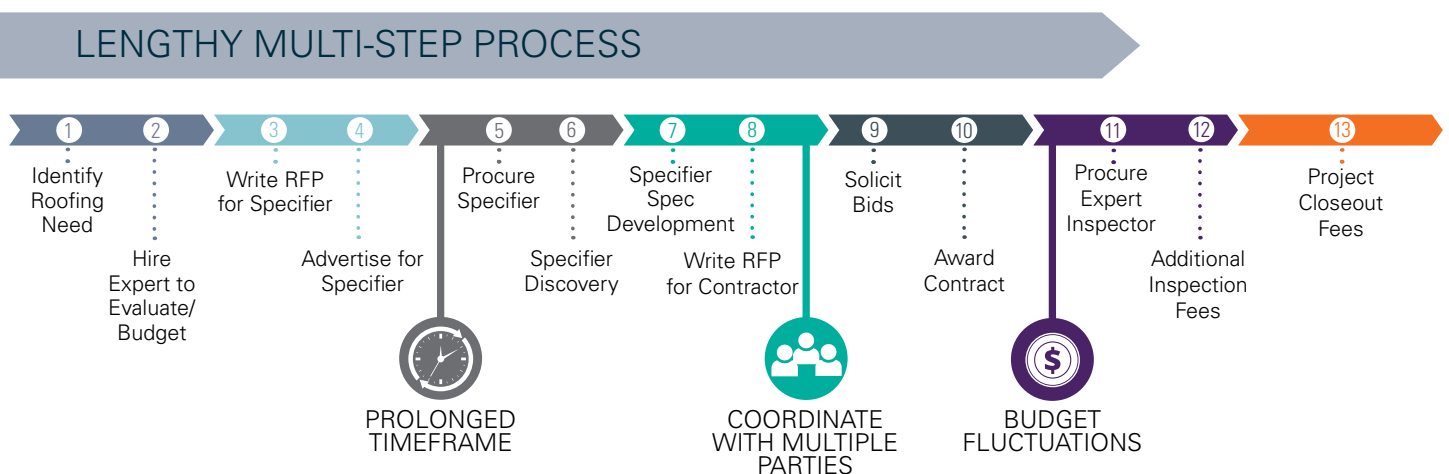 LENGTHY MULTI-STEP PROCESS
1
Identify
Roofing
Need
2
Hire
Expert to
Evaluate/
Budget
3
Write RFP
for Specifier
4
Advertise for
Specifier
5
Procure
Specifier
6
Specifier
Discovery
7
Specifier
Spec
Development
8
Write RFP
for Contractor
9
Solicit
Bids
10
Award
Contract
11
Procure
Expert
Inspector
12
Additional
Inspection
Fees
13
Project
Closeout
Fees
PROLONGED
TIMEFRAME
COORDINATE
WITH MULTIPLE
PARTIES
$
BUDGET
FLUCTUATIONS